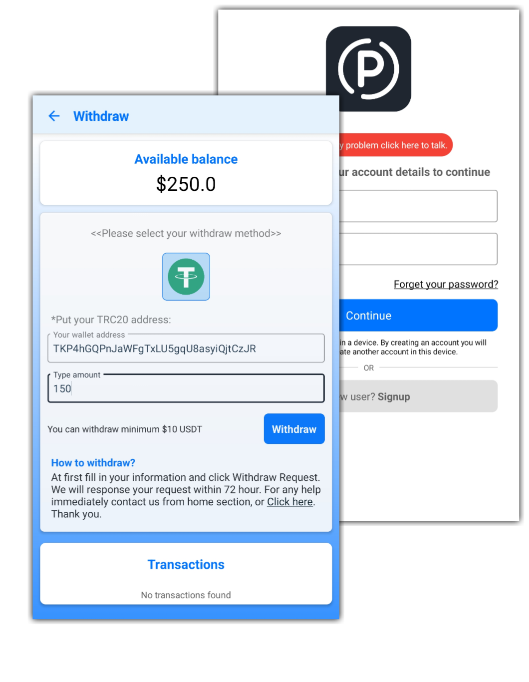 P
y problem click here to talk.
ur account details to continue
Forget your password?
Continue
in a device. By creating an account you will
ate another account in this device.
OR
w user? Signup
Withdraw
Available balance
$250.0
<<Please select your withdraw method>>
*Put your TRC20 address:
Your wallet address
TKP4hGQPnJaWFgTxLU5gqU8asyiQjtCzJR
Type amount
150
You can withdraw minimum $10 USDT
Withdraw
How to withdraw?
At first fill in your information and click Withdraw Request.
We will response your request within 72 hour. For any help
immediately contact us from home section, or Click here.
Thank you.
Transactions
No transactions found